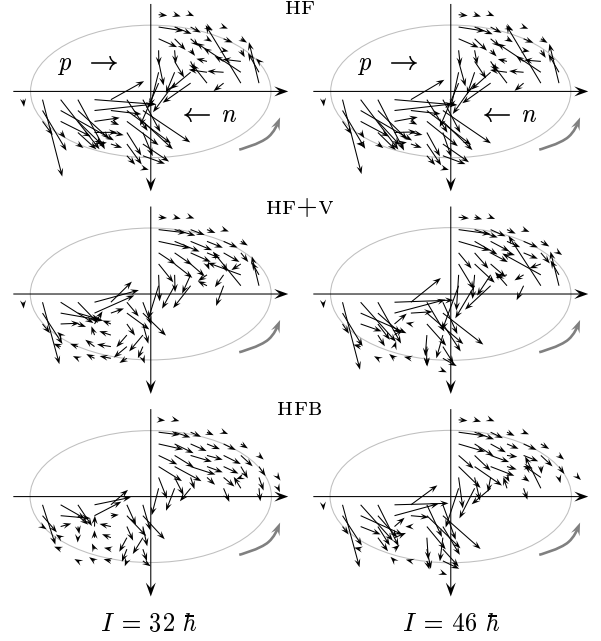 HF
p → p →
← n ← n
HF+V
HFB
I = 32 ħ I = 46 ħ